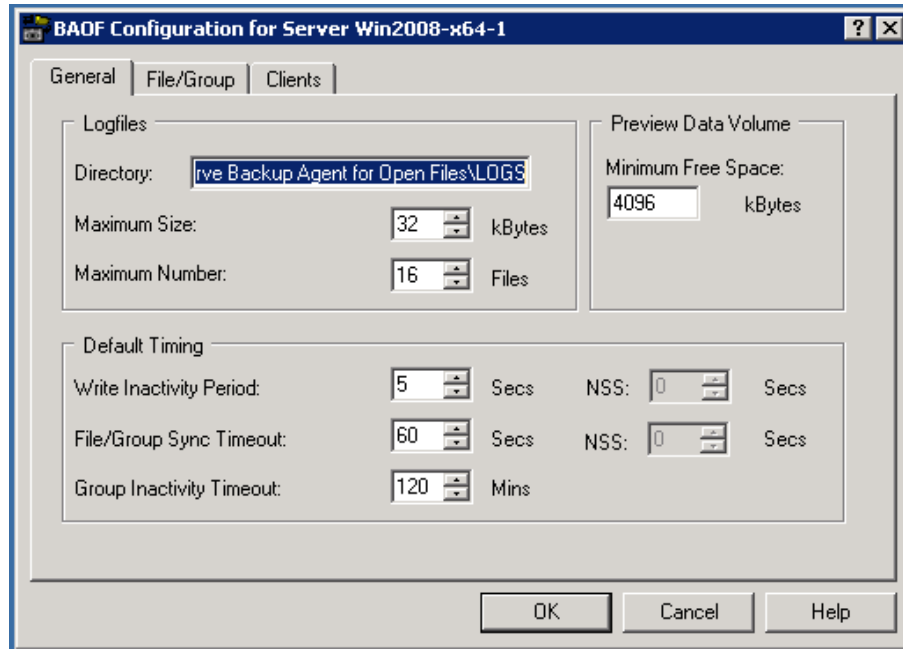 BAOF Configuration for Server Win2008-x64-1
General File/Group Clients
Logfiles
Directory: rve Backup Agent for Open Files\LOGS
Maximum Size: 32 kBytes
Maximum Number: 16 Files
Preview Data Volume
Minimum Free Space:
4096 kBytes
Default Timing
Write Inactivity Period: 5 Secs NSS: 0 Secs
File/Group Sync Timeout: 60 Secs NSS: 0 Secs
Group Inactivity Timeout: 120 Mins
OK Cancel Help